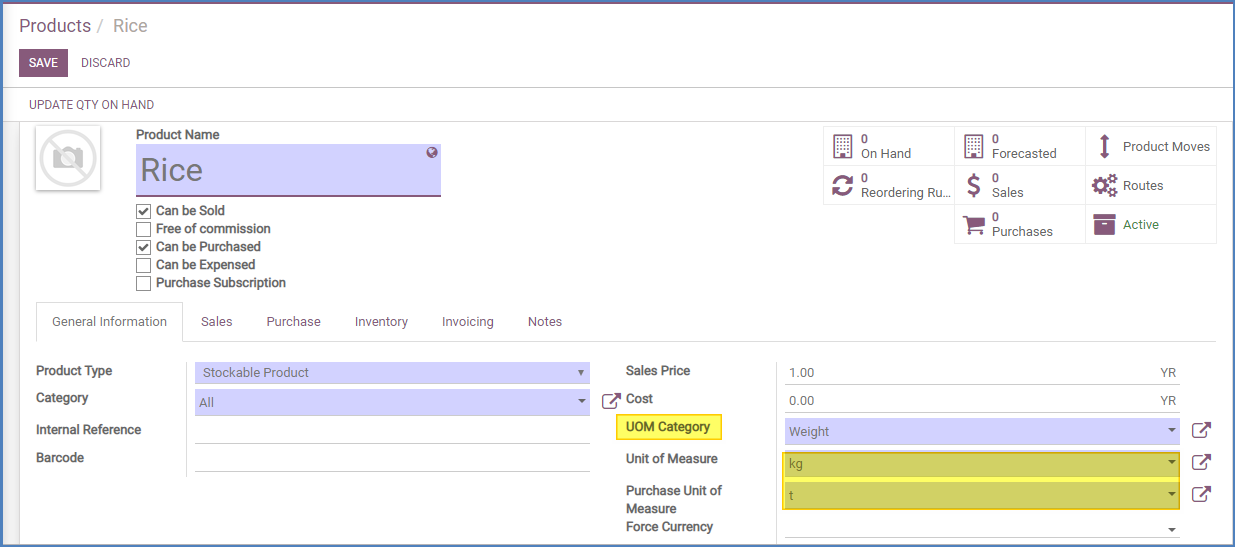 Products / Rice
SAVE DISCARD
UPDATE QTY ON HAND
Product Name
Rice
Can be Sold
Free of commission
Can be Purchased
Can be Expensed
Purchase Subscription
0
On Hand
0
Forecasted
Product Moves
0
Reordering Ru...
0
Sales
Routes
0
Purchases
Active
General Information Sales Purchase Inventory Invoicing Notes
Product Type Stockable Product
Category All
Internal Reference
Barcode
Sales Price 1.00 YR
Cost 0.00 YR
UOM Category Weight
Unit of Measure kg
Purchase Unit of
Measure t
Force Currency